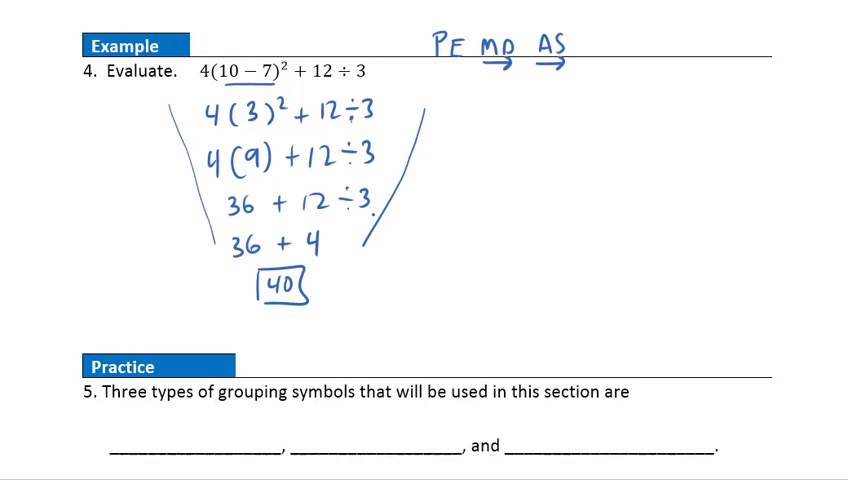 Example
PE MD AS
4. Evaluate. 4(10 − 7)² + 12 ÷ 3
4(3)² + 12 ÷ 3
4(9) + 12 ÷ 3
36 + 12 ÷ 3
36 + 4
40
Practice
5. Three types of grouping symbols that will be used in this section are
__________________, __________________, and ______________________.